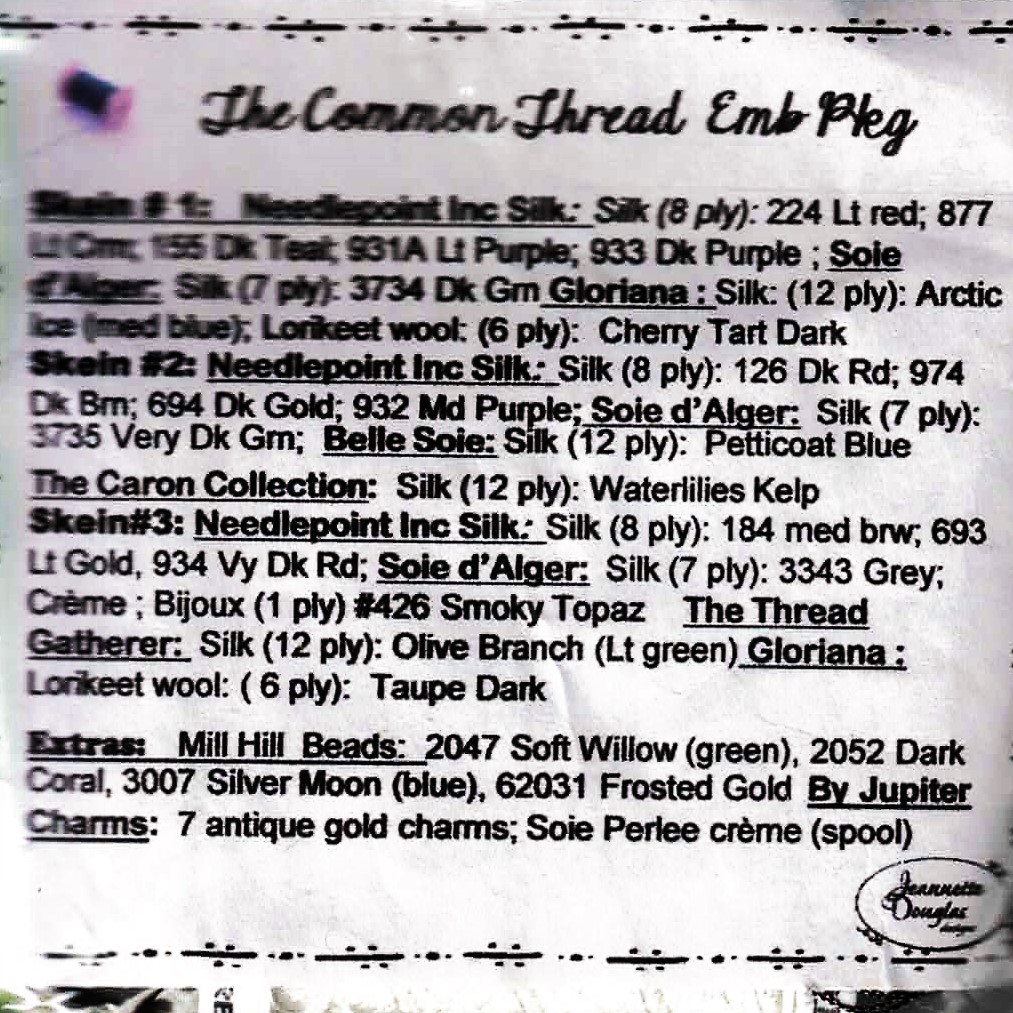 The Common Thread Emb Pkg
Skein # 1: Needlepoint Inc Silk: Silk (8 ply): 224 Lt red; 877
Lt Crm; 155 Dk Teal; 931A Lt Purple; 933 Dk Purple ; Soie
d'Alger: Silk (7 ply): 3734 Dk Grn Gloriana : Silk: (12 ply): Arctic
Ice (med blue); Lorikeet wool: (6 ply): Cherry Tart Dark
Skein #2: Needlepoint Inc Silk: Silk (8 ply): 126 Dk Rd; 974
Dk Brn; 694 Dk Gold; 932 Md Purple; Soie d'Alger: Silk (7 ply):
3735 Very Dk Grn; Belle Soie: Silk (12 ply): Petticoat Blue
The Caron Collection: Silk (12 ply): Waterlilies Kelp
Skein#3: Needlepoint Inc Silk: Silk (8 ply): 184 med brw; 693
Lt Gold, 934 Vy Dk Rd; Soie d'Alger: Silk (7 ply): 3343 Grey;
Crème ; Bijoux (1 ply) #426 Smoky Topaz The Thread
Gatherer: Silk (12 ply): Olive Branch (Lt green) Gloriana :
Lorikeet wool: ( 6 ply): Taupe Dark
Extras: Mill Hill Beads: 2047 Soft Willow (green), 2052 Dark
Coral, 3007 Silver Moon (blue), 62031 Frosted Gold By Jupiter
Charms: 7 antique gold charms; Soie Perlee crème (spool)
Jeannette
Douglas
designs